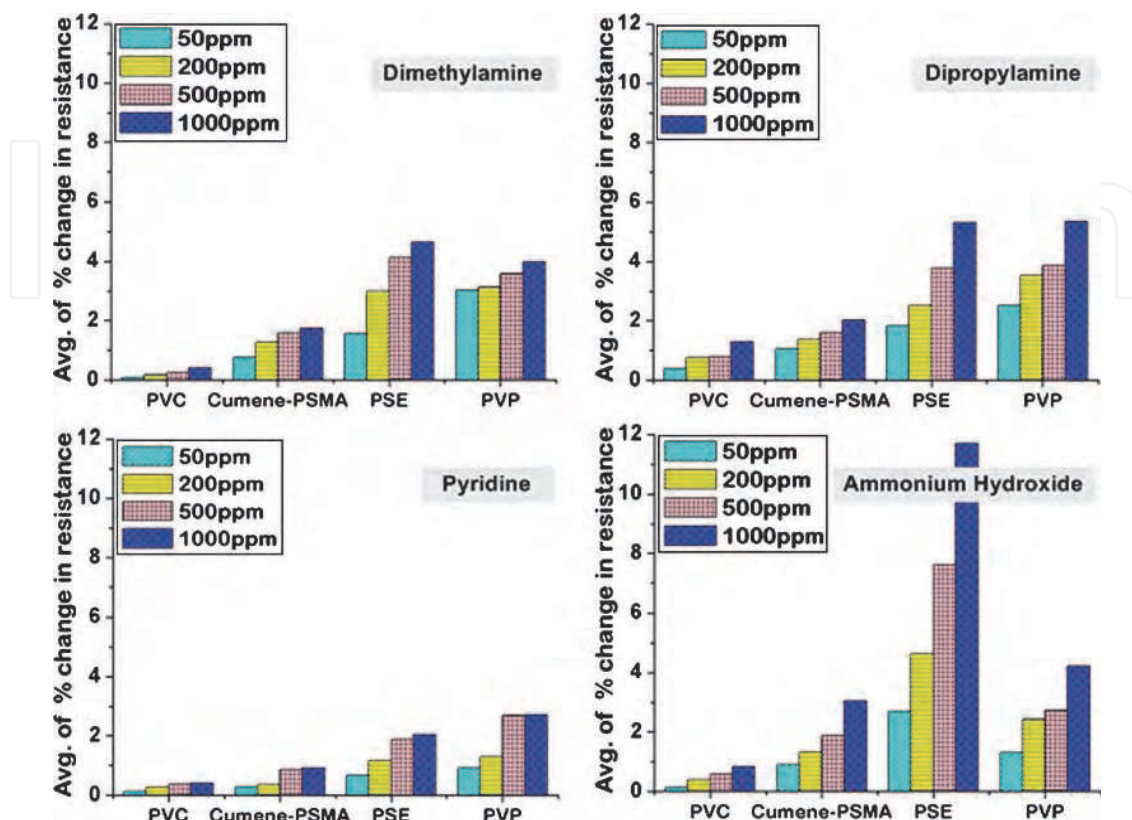 Avg. of % change in resistance
12
10
8
6
4
2
0
50ppm
200ppm
500ppm
1000ppm
Dimethylamine
PVC Cumene-PSMA PSE PVP
Avg. of % change in resistance
12
10
8
6
4
2
0
50ppm
200ppm
500ppm
1000ppm
Dipropylamine
PVC Cumene-PSMA PSE PVP
Avg. of % change in resistance
12
10
8
6
4
2
0
50ppm
200ppm
500ppm
1000ppm
Pyridine
PVC Cumene-PSMA PSE PVP
Avg. of % change in resistance
12
10
8
6
4
2
0
50ppm
200ppm
500ppm
1000ppm
Ammonium Hydroxide
PVC Cumene-PSMA PSE PVP